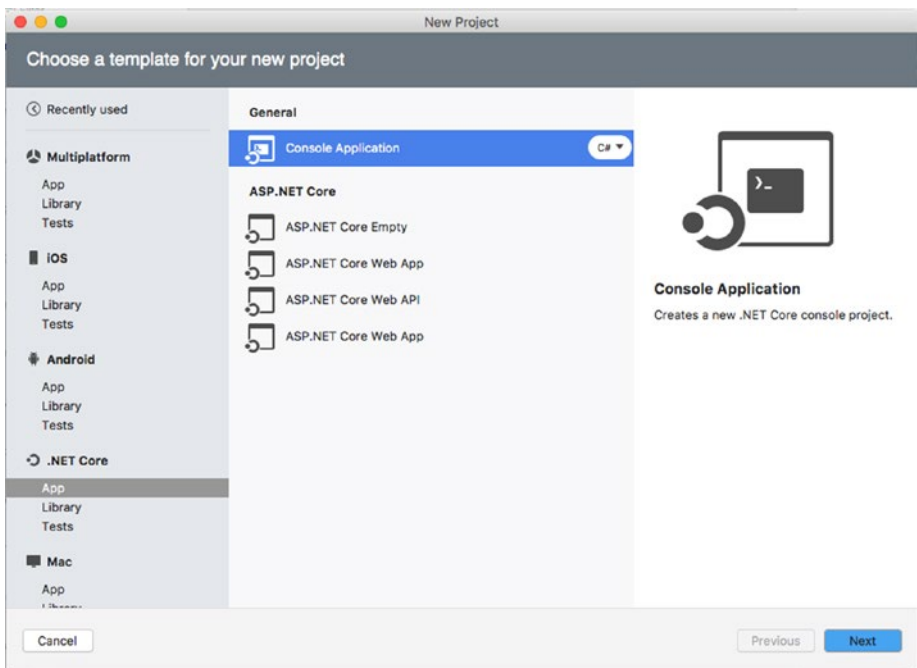 New Project
Choose a template for your new project
Recently used
Multiplatform
App
Library
Tests
iOS
App
Library
Tests
Android
App
Library
Tests
.NET Core
App
Library
Tests
Mac
App
General
Console Application
C#
ASP.NET Core
ASP.NET Core Empty
ASP.NET Core Web App
ASP.NET Core Web API
ASP.NET Core Web App
Console Application
Creates a new .NET Core console project.
Cancel
Previous
Next